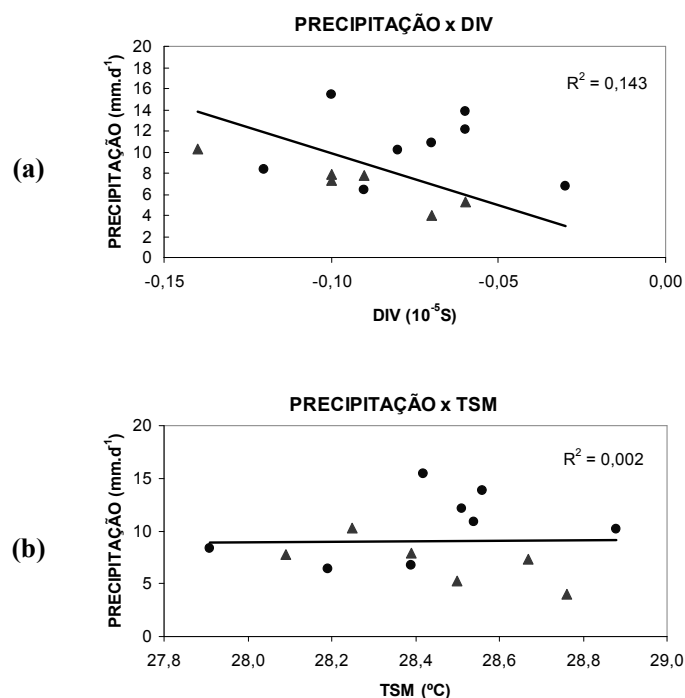 PRECIPITAÇÃO x DIV
R² = 0,143
(a)
PRECIPITAÇÃO (mm.d⁻¹)
20
18
16
14
12
10
8
6
4
2
0
-0,15 -0,10 -0,05 0,00
DIV (10⁻⁵S)
PRECIPITAÇÃO x TSM
R² = 0,002
(b)
PRECIPITAÇÃO (mm.d⁻¹)
20
15
10
5
0
27,8 28,0 28,2 28,4 28,6 28,8 29,0
TSM (ºC)